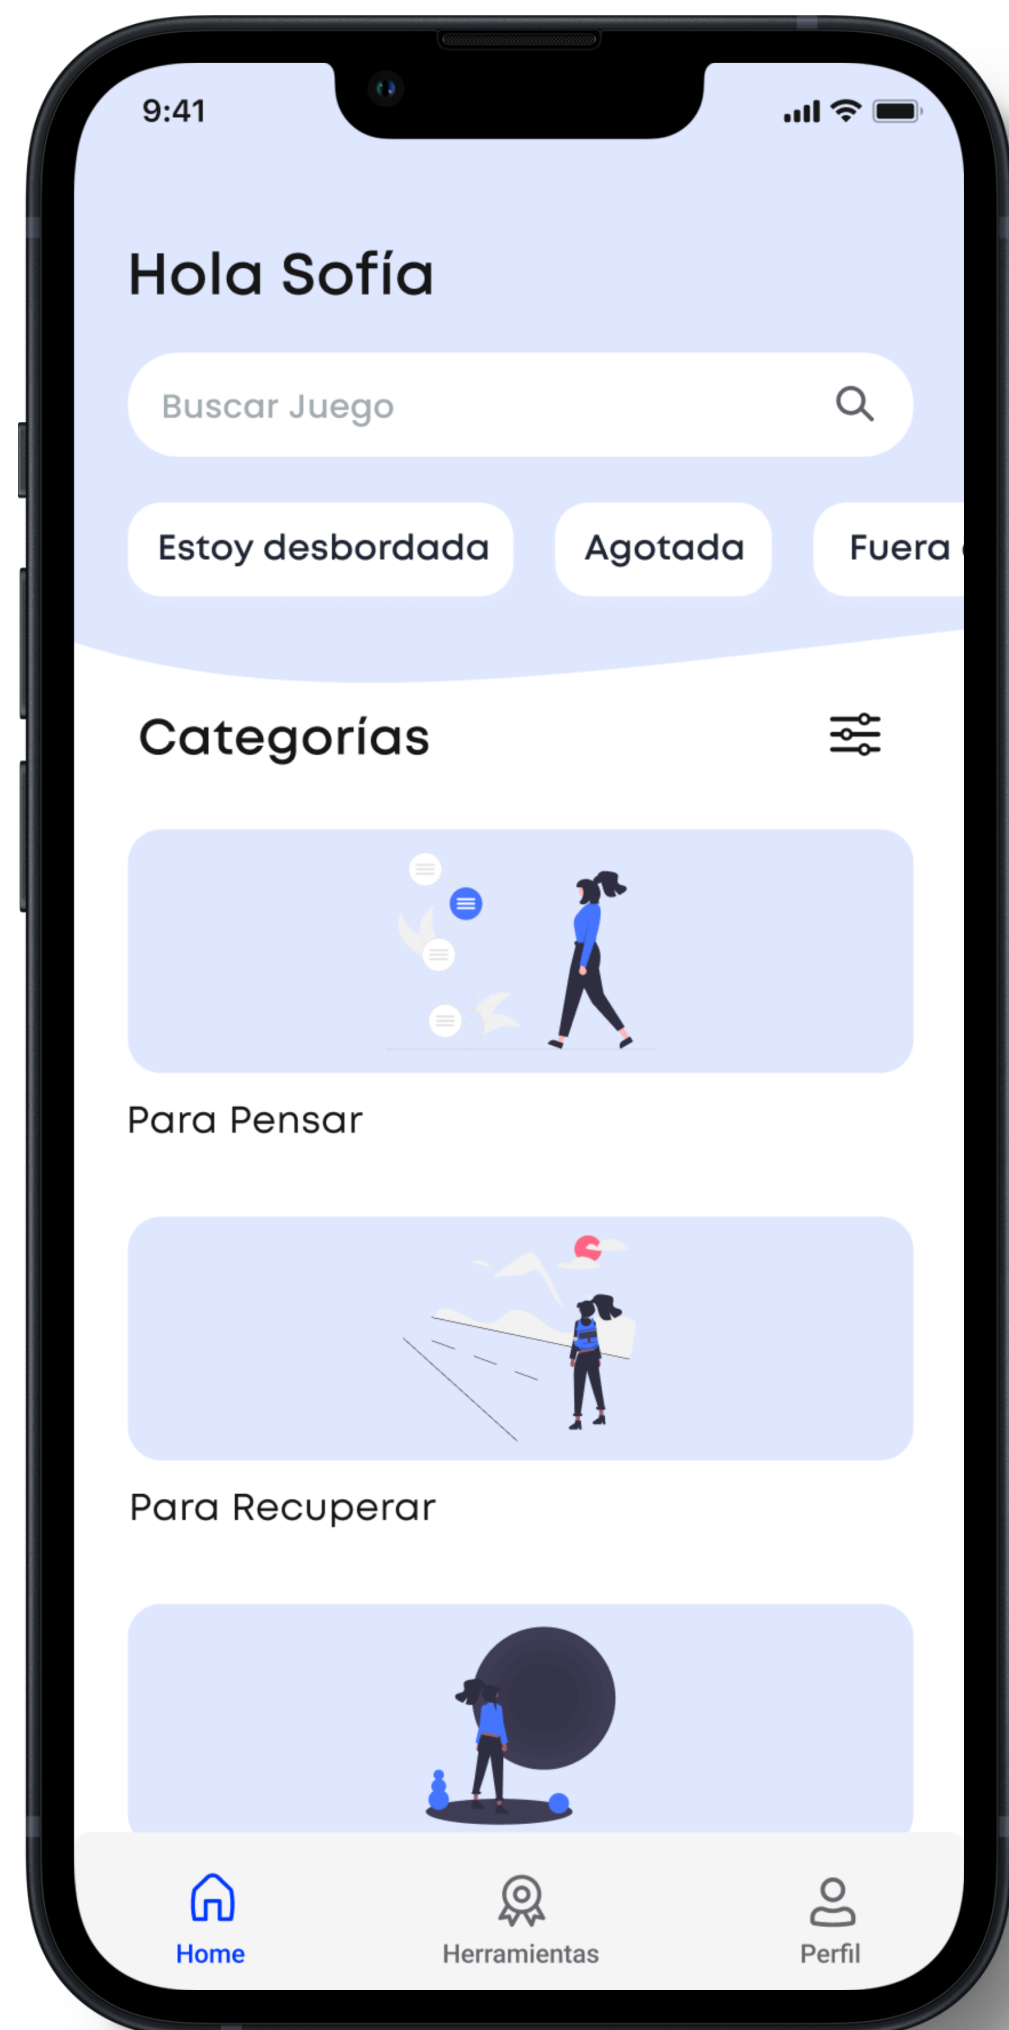 9:41
Hola Sofía
Buscar Juego
Estoy desbordada Agotada Fuera
Categorías
Para Pensar
Para Recuperar
Home Herramientas Perfil